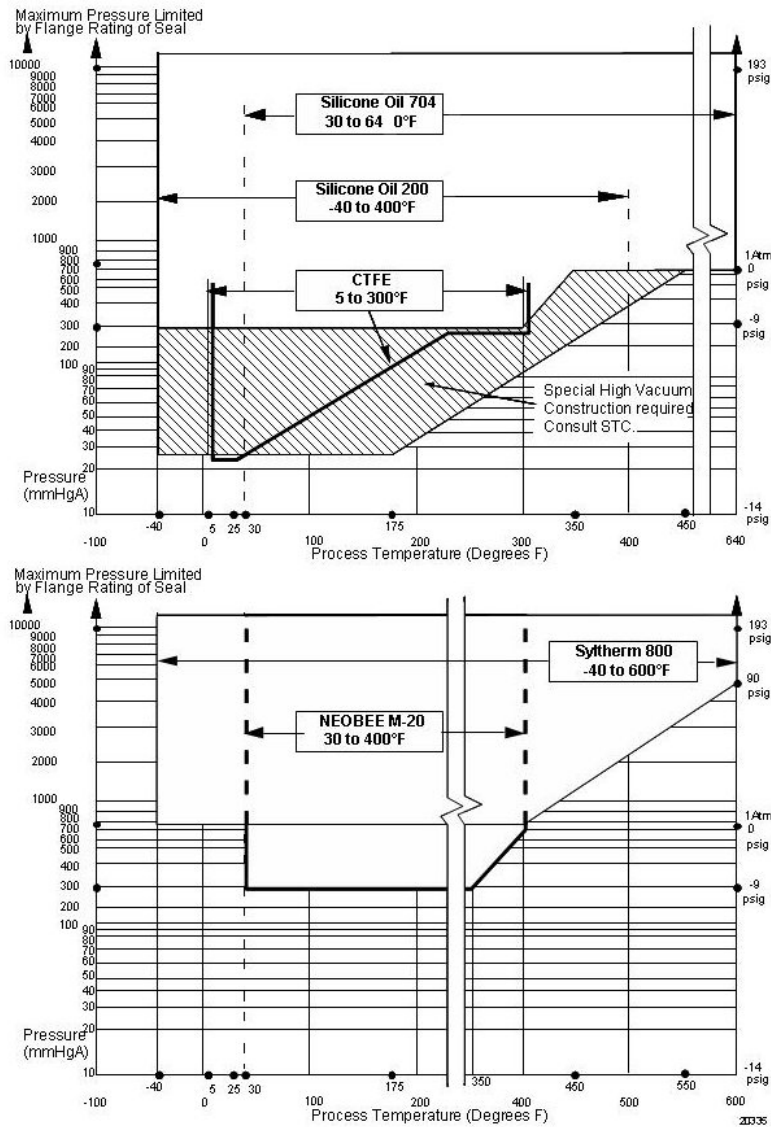 Maximum Pressure Limited
by Flange Rating of Seal
10000
9000
8000
7000
6000
5000
4000
3000
2000
1000
900
800
700
600
500
400
300
200
100
90
80
70
60
50
40
30
20
10
Pressure
(mmHgA)
193
psig
1Atm
0
psig
-9
psig
-14
psig
Silicone Oil 704
30 to 64 0°F
Silicone Oil 200
-40 to 400°F
CTFE
5 to 300°F
Special High Vacuum
Construction required
Consult STC.
-40 5 25 30 100 175 200 300 350 400 450
-100 0 640
Process Temperature (Degrees F)
Maximum Pressure Limited
by Flange Rating of Seal
10000
9000
8000
7000
6000
5000
4000
3000
2000
1000
900
800
700
600
500
400
300
200
100
90
80
70
60
50
40
30
20
10
Pressure
(mmHgA)
193
psig
90
psig
1Atm
0
psig
-9
psig
-14
psig
Syltherm 800
-40 to 600°F
NEOBEE M-20
30 to 400°F
-40 5 25 30 175 350 450 550
-100 0 100 200 400 500 600
Process Temperature (Degrees F)
20335